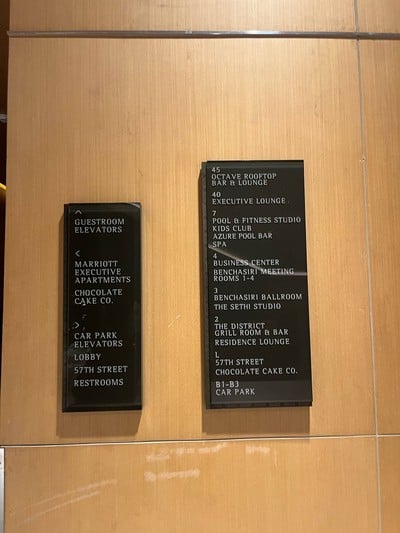 ^
GUESTROOM
ELEVATORS
<
MARRIOTT
EXECUTIVE
APARTMENTS
CHOCOLATE
CAKE CO.
>
CAR PARK
ELEVATORS
LOBBY
57TH STREET
RESTROOMS
45
OCTAVE ROOFTOP
BAR & LOUNGE
40
EXECUTIVE LOUNGE
7
POOL & FITNESS STUDIO
KIDS CLUB
AZURE POOL BAR
SPA
4
BUSINESS CENTER
BENCHASIRI MEETING
ROOMS 1-4
3
BENCHASIRI BALLROOM
THE SETHI STUDIO
2
THE DISTRICT
GRILL ROOM & BAR
RESIDENCE LOUNGE
L
57TH STREET
CHOCOLATE CAKE CO.
B1-B3
CAR PARK